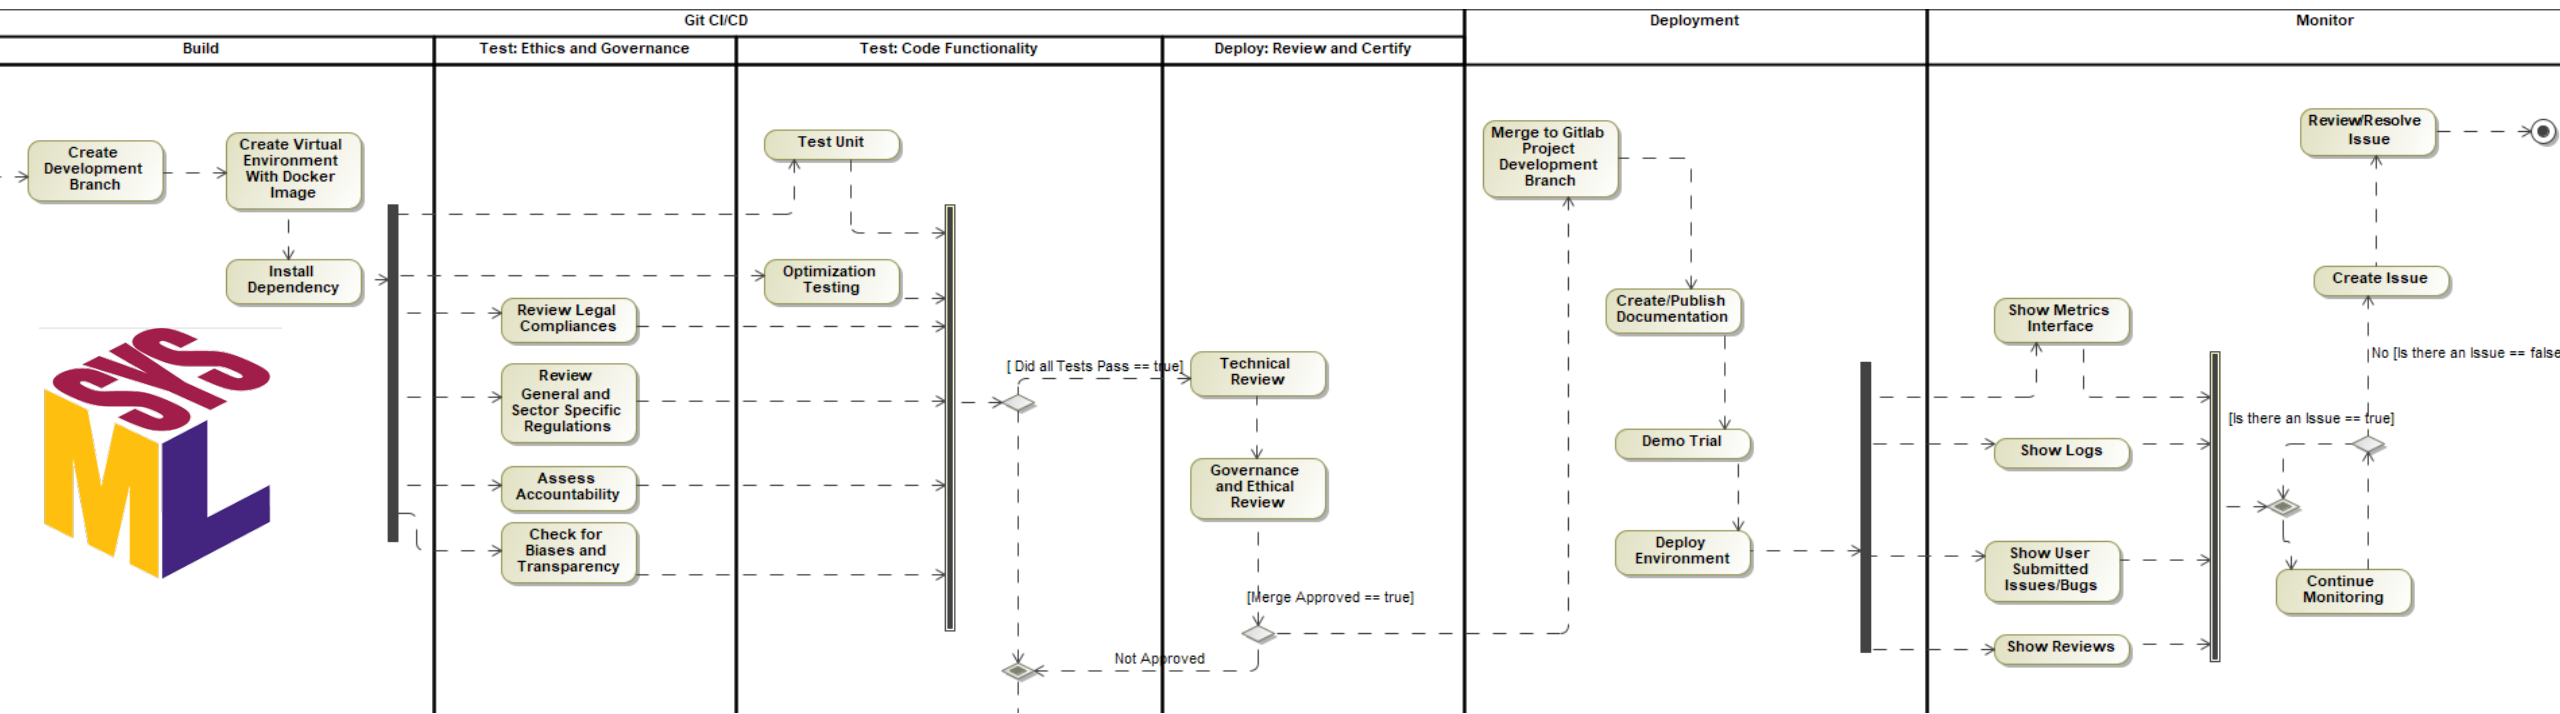 Git CI/CD
Deployment
Monitor
Build
Test: Ethics and Governance
Test: Code Functionality
Deploy: Review and Certify
Create
Development
Branch
Create Virtual
Environment
With Docker
Image
Install
Dependency
SYS
ML
Review Legal
Compliances
Review
General and
Sector Specific
Regulations
Assess
Accountability
Check for
Biases and
Transparency
Test Unit
Optimization
Testing
[ Did all Tests Pass == true]
Technical
Review
Governance
and Ethical
Review
[Merge Approved == true]
Not Approved
Merge to Gitlab
Project
Development
Branch
Create/Publish
Documentation
Demo Trial
Deploy
Environment
Show Metrics
Interface
Show Logs
Show User
Submitted
Issues/Bugs
Show Reviews
Review/Resolve
Issue
Create Issue
No [Is there an Issue == false
[Is there an Issue == true]
Continue
Monitoring